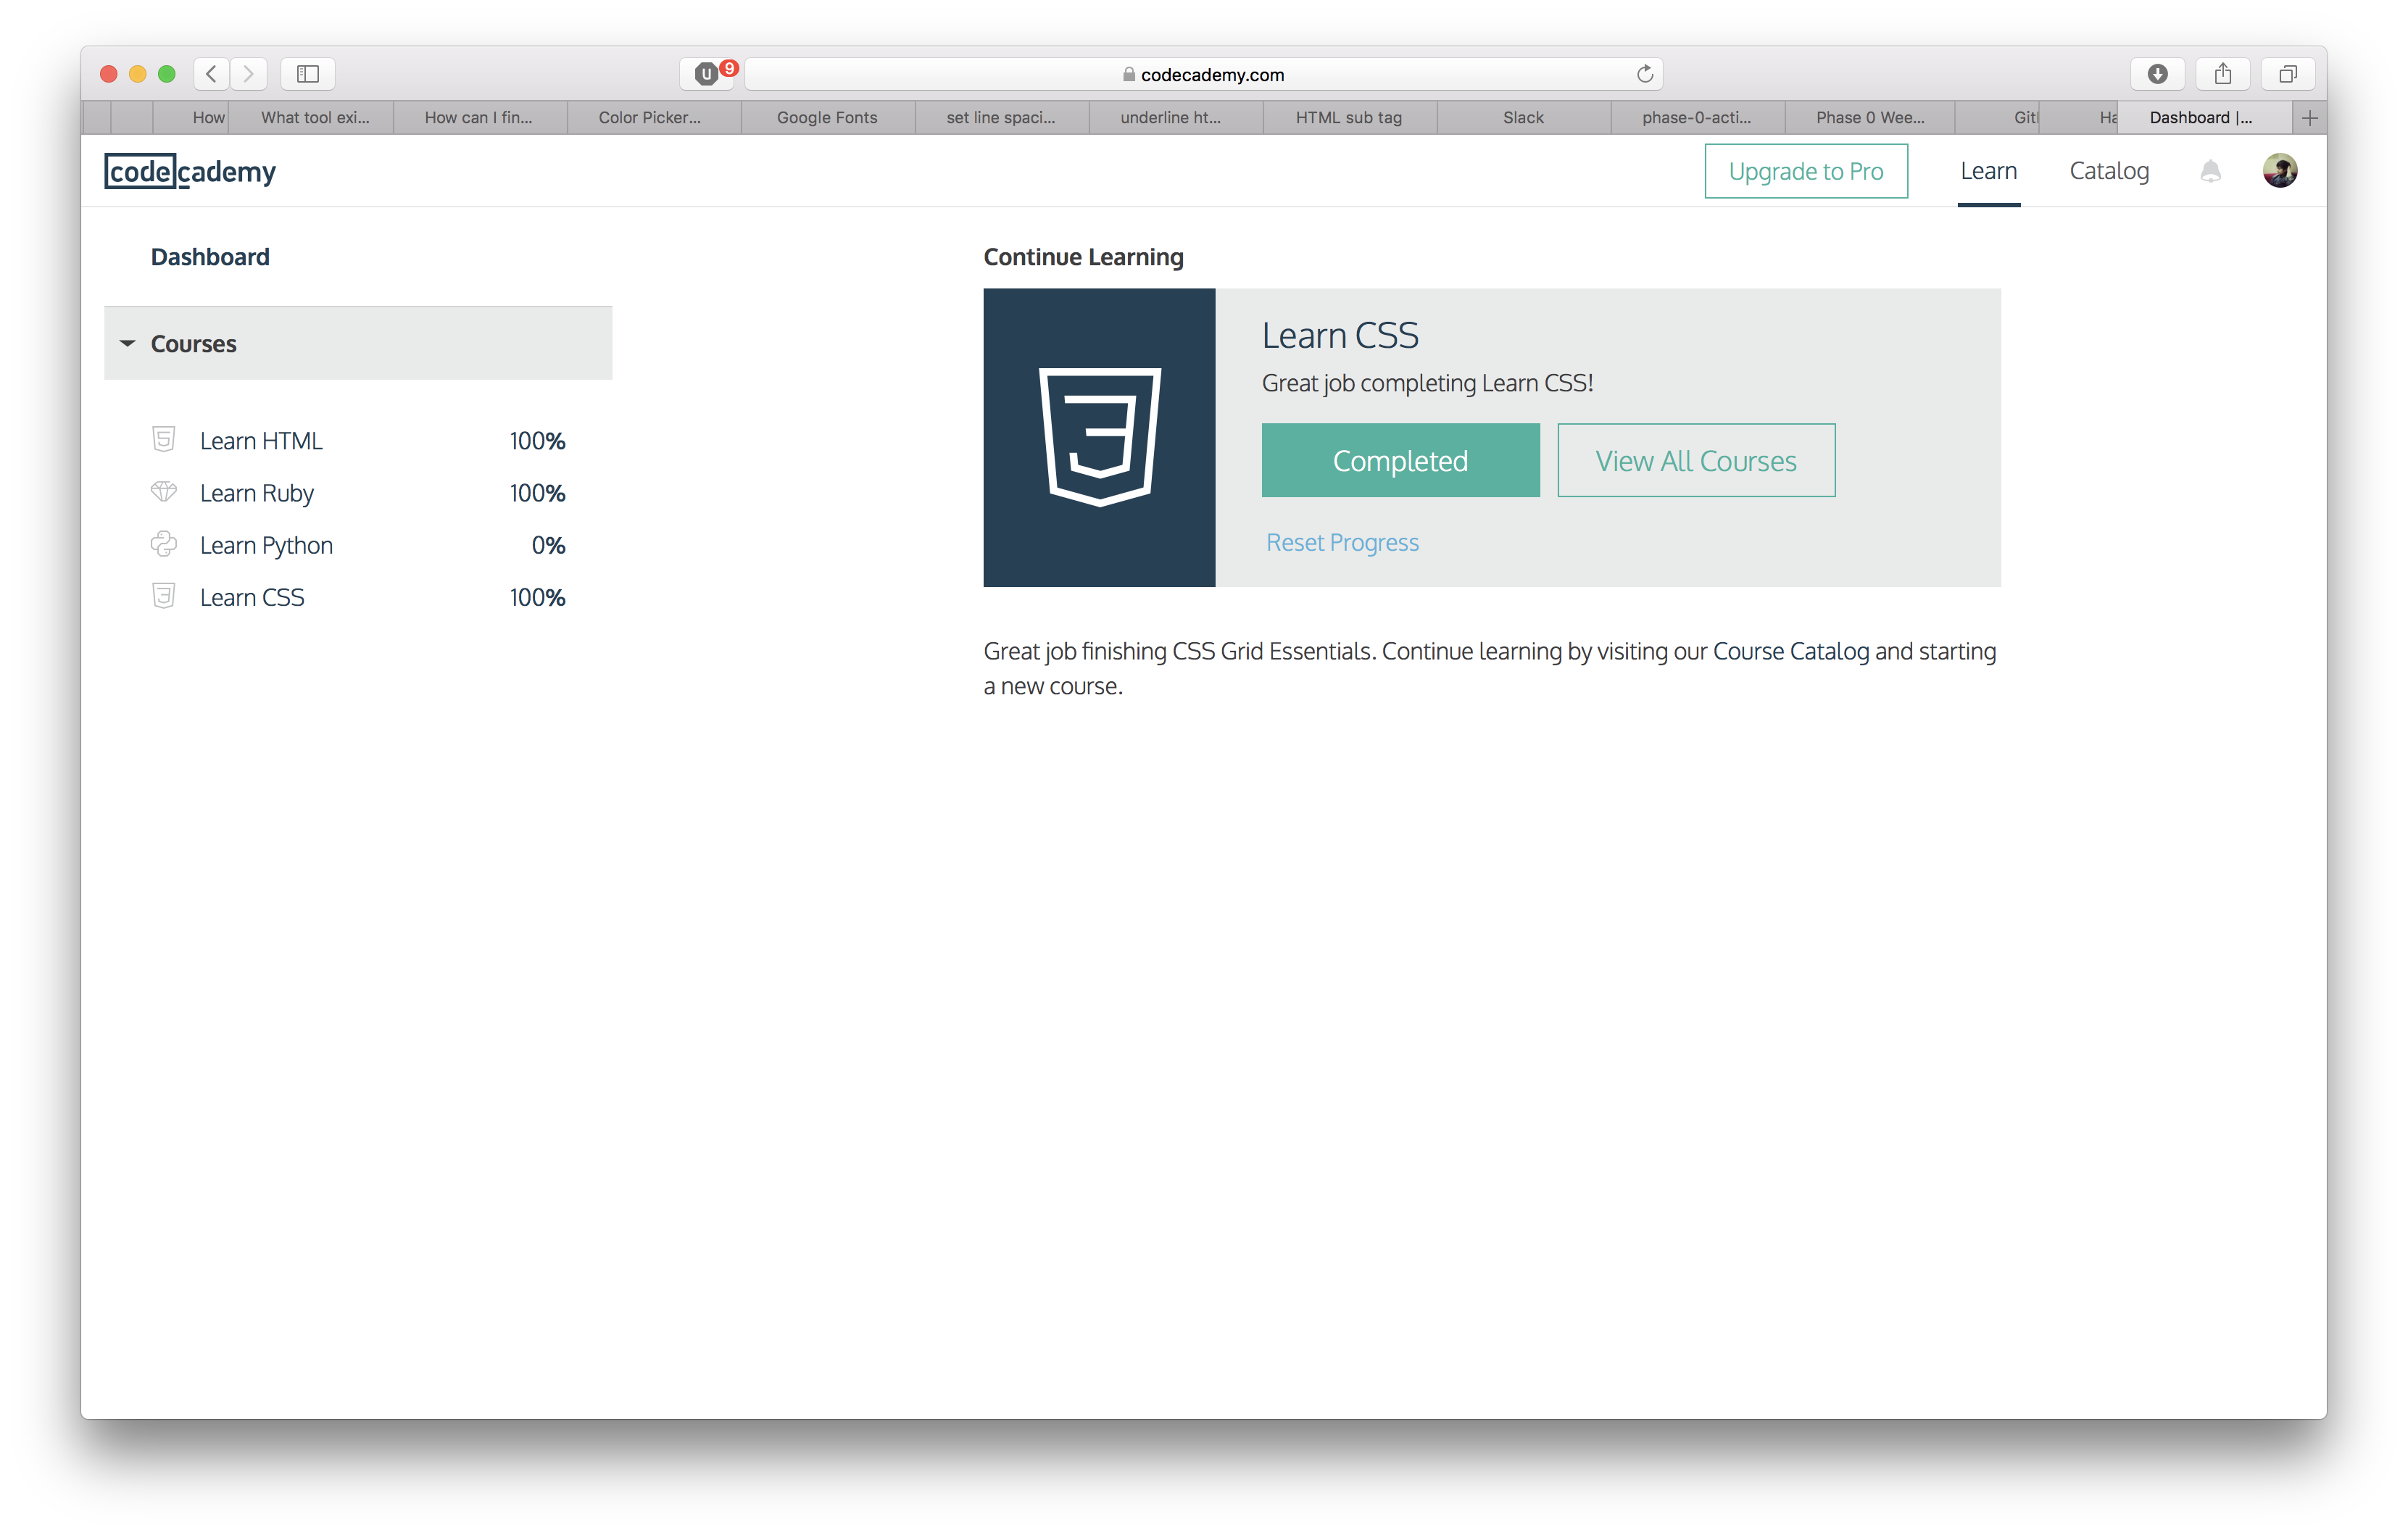 U 9 codecademy.com
How What tool exi... How can I fin... Color Picker... Google Fonts set line spaci... underline ht... HTML sub tag Slack phase-0-acti... Phase 0 Wee... Dashboard |...
codecademy Upgrade to Pro Learn Catalog
Dashboard
Courses
Learn HTML 100%
Learn Ruby 100%
Learn Python 0%
Learn CSS 100%
Continue Learning
Learn CSS
Great job completing Learn CSS!
Completed View All Courses
Reset Progress
Great job finishing CSS Grid Essentials. Continue learning by visiting our Course Catalog and starting
a new course.